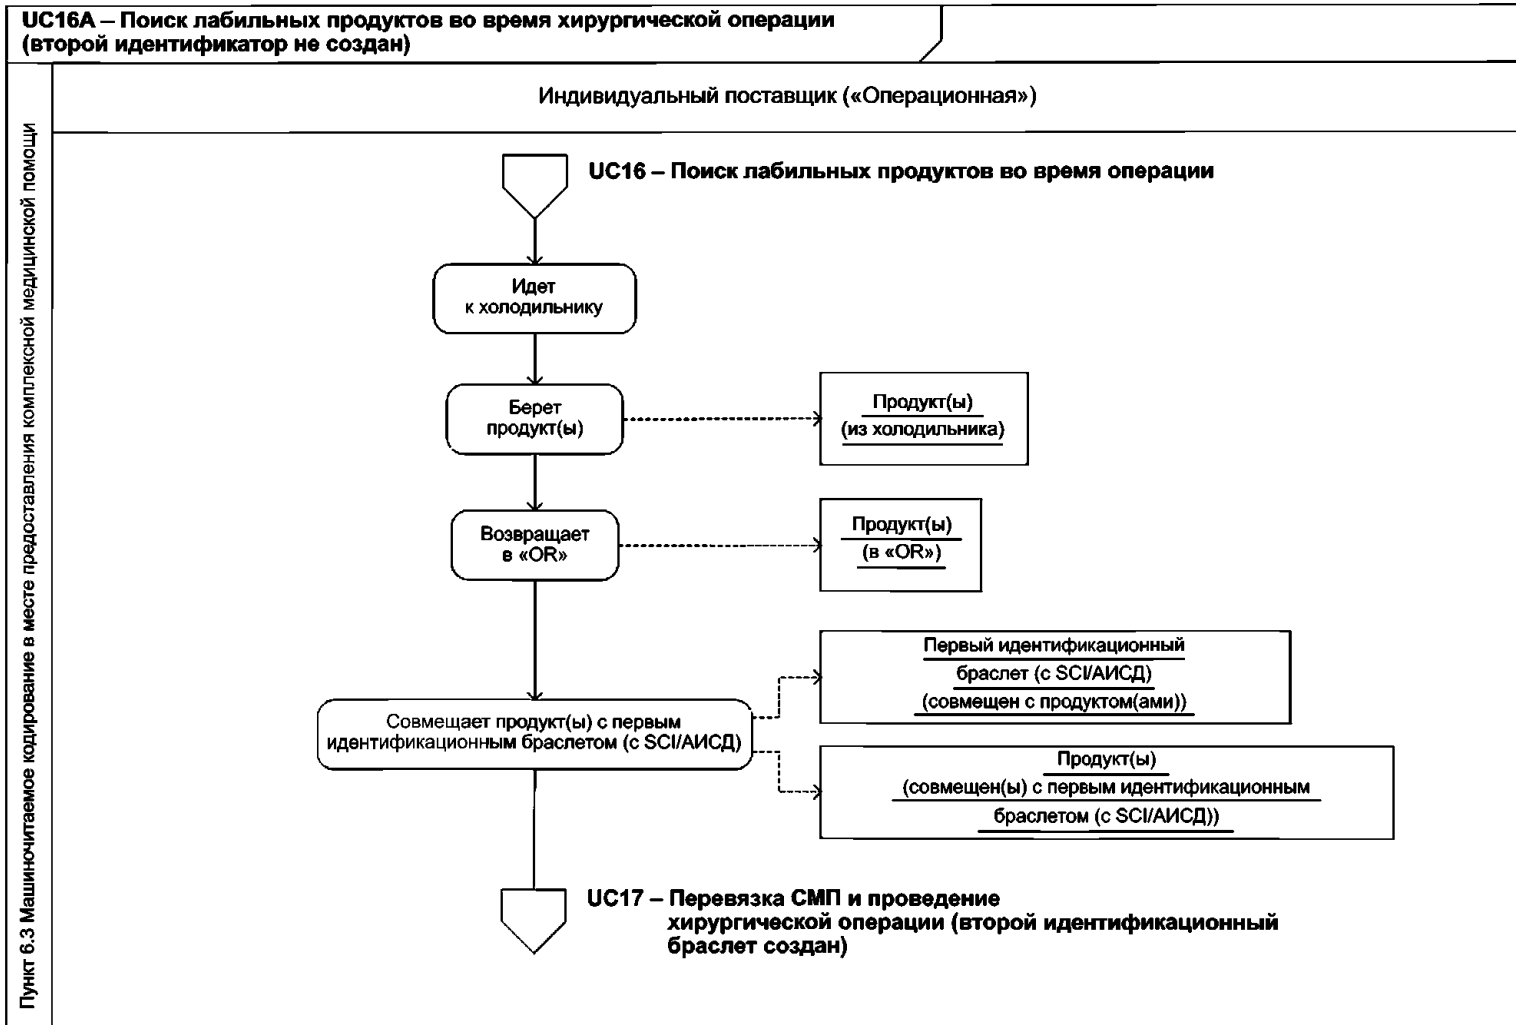 UC16A – Поиск лабильных продуктов во время хирургической операции
(второй идентификатор не создан)
Индивидуальный поставщик («Операционная»)
Пункт 6.3 Машиночитаемое кодирование в месте предоставления комплексной медицинской помощи
UC16 – Поиск лабильных продуктов во время операции
Идет
к холодильнику
Берет
продукт(ы)
Продукт(ы)
(из холодильника)
Возвращает
в «OR»
Продукт(ы)
(в «OR»)
Первый идентификационный
браслет (с SCI/АИСД)
(совмещен с продуктом(ами))
Совмещает продукт(ы) с первым
идентификационным браслетом (с SCI/АИСД)
Продукт(ы)
(совмещен(ы) с первым идентификационным
браслетом (с SCI/АИСД))
UC17 – Перевязка СМП и проведение
хирургической операции (второй идентификационный
браслет создан)